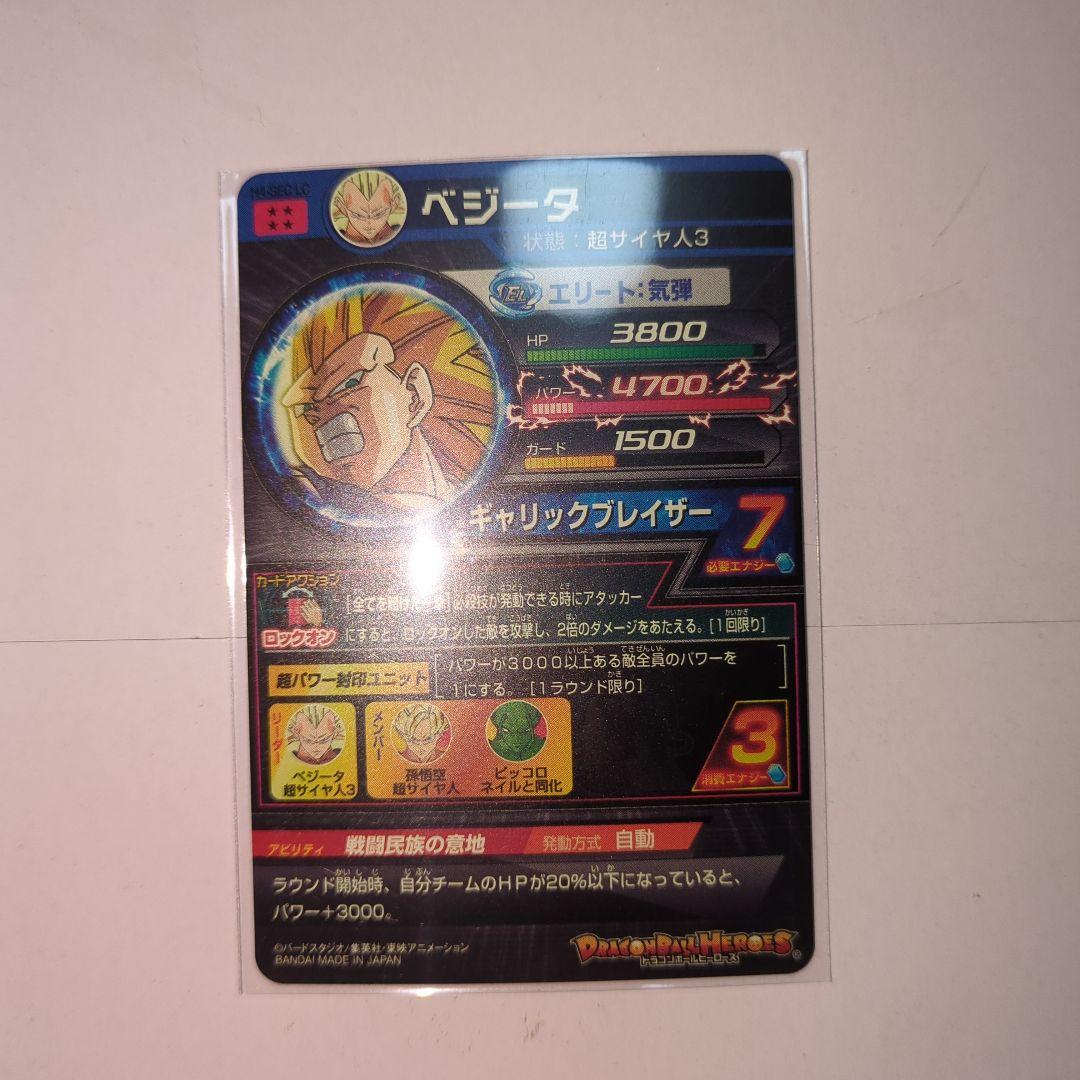 H4-SEC LC
ベジータ
状態:超サイヤ人3
エリート:気弾
HP 3800
パワー 4700
ガード 1500
ギャリックブレイザー
7
必要エナジー
カードアクション
ロックオン
必殺技が発動できる時にアタッカー
にすると、ロックオンした敵を攻撃し、2倍のダメージをあたえる。[1回限り]
超パワー封印ユニット
パワーが3000以上ある敵全員のパワーを
1にする。[1ラウンド限り]
リーダー
ベジータ
超サイヤ人3
メンバー
孫悟空
超サイヤ人
ピッコロ
ネイルと同化
3
消費エナジー
アビリティ 戦闘民族の意地 発動方式 自動
ラウンド開始時、自分チームのHPが20%以下になっていると、
パワー+3000。
©バードスタジオ/集英社・東映アニメーション
BANDAI MADE IN JAPAN
DRAGONBALL HEROES
ドラゴンボールヒーローズ